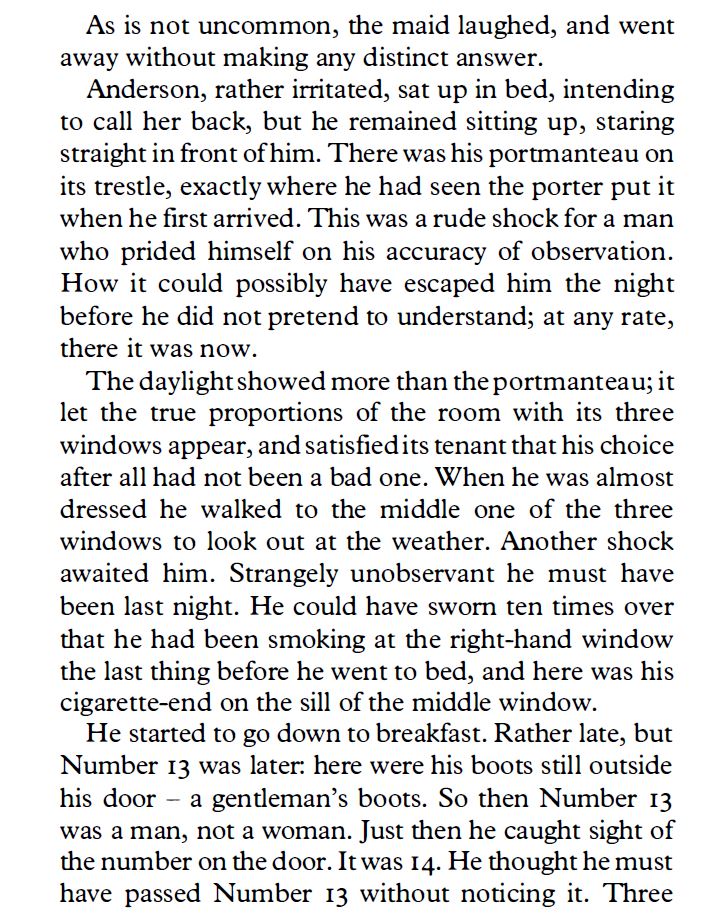 As is not uncommon, the maid laughed, and went
away without making any distinct answer.
Anderson, rather irritated, sat up in bed, intending
to call her back, but he remained sitting up, staring
straight in front of him. There was his portmanteau on
its trestle, exactly where he had seen the porter put it
when he first arrived. This was a rude shock for a man
who prided himself on his accuracy of observation.
How it could possibly have escaped him the night
before he did not pretend to understand; at any rate,
there it was now.
The daylight showed more than the portmanteau; it
let the true proportions of the room with its three
windows appear, and satisfied its tenant that his choice
after all had not been a bad one. When he was almost
dressed he walked to the middle one of the three
windows to look out at the weather. Another shock
awaited him. Strangely unobservant he must have
been last night. He could have sworn ten times over
that he had been smoking at the right-hand window
the last thing before he went to bed, and here was his
cigarette-end on the sill of the middle window.
He started to go down to breakfast. Rather late, but
Number 13 was later: here were his boots still outside
his door – a gentleman's boots. So then Number 13
was a man, not a woman. Just then he caught sight of
the number on the door. It was 14. He thought he must
have passed Number 13 without noticing it. Three